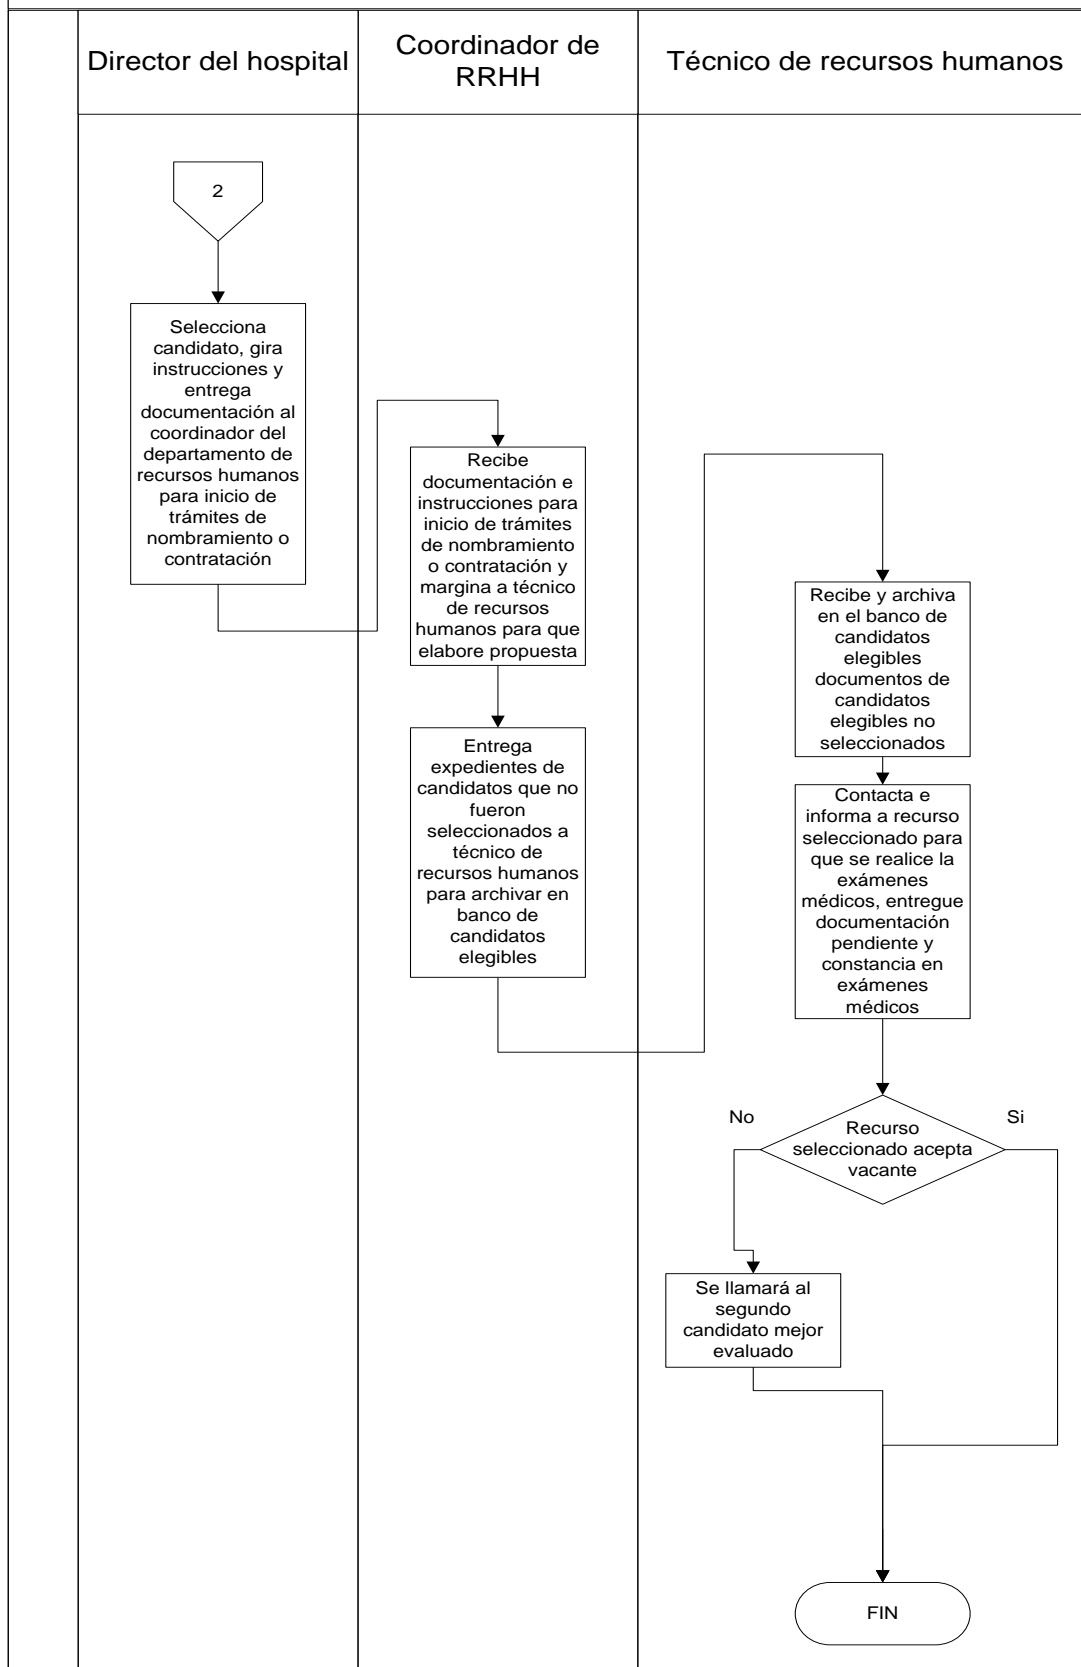 Director del hospital
Coordinador de
RRHH
Técnico de recursos humanos
2
Selecciona
candidato, gira
instrucciones y
entrega
documentación al
coordinador del
departamento de
recursos humanos
para inicio de
trámites de
nombramiento o
contratación
Recibe
documentación e
instrucciones para
inicio de trámites
de nombramiento
o contratación y
margina a técnico
de recursos
humanos para que
elabore propuesta
Entrega
expedientes de
candidatos que no
fueron
seleccionados a
técnico de
recursos humanos
para archivar en
banco de
candidatos
elegibles
Recibe y archiva
en el banco de
candidatos
elegibles
documentos de
candidatos
elegibles no
seleccionados
Contacta e
informa a recurso
seleccionado para
que se realice la
exámenes
médicos, entregue
documentación
pendiente y
constancia en
exámenes
médicos
No
Si
Recurso
seleccionado acepta
vacante
Se llamará al
segundo
candidato mejor
evaluado
FIN